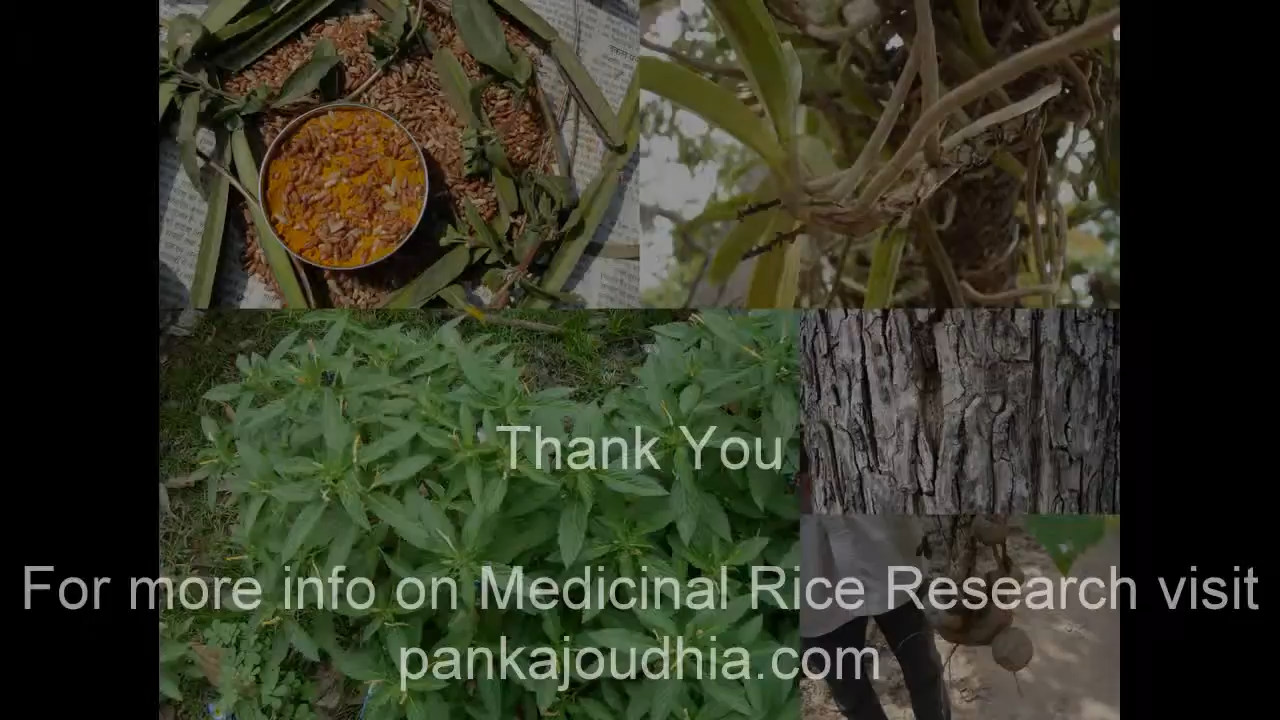 Thank You
For more info on Medicinal Rice Research visit
pankajoudhia.com